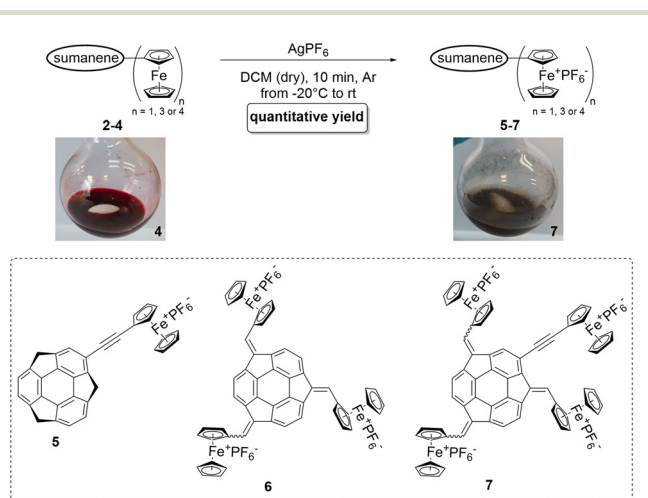 sumanene
Fe
n
n = 1, 3 or 4
2-4
AgPF6
DCM (dry), 10 min, Ar
from -20°C to rt
quantitative yield
sumanene
Fe+PF6-
n
n = 1, 3 or 4
5-7
4
7
Fe+PF6-
5
Fe+PF6-
Fe+PF6-
Fe+PF6-
6
Fe+PF6-
Fe+PF6-
Fe+PF6-
Fe+PF6-
7